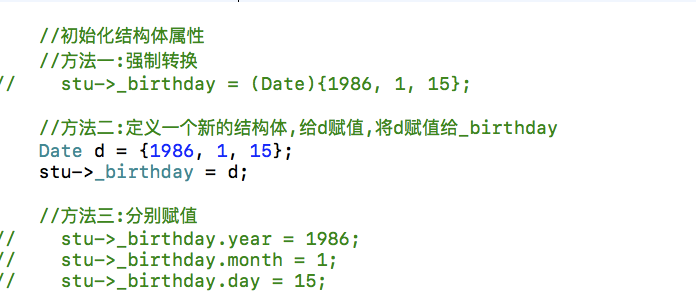 //初始化结构体属性
//方法一:强制转换
// stu->_birthday = (Date){1986, 1, 15};
//方法二:定义一个新的结构体,给d赋值,将d赋值给_birthday
Date d = {1986, 1, 15};
stu->_birthday = d;
//方法三:分别赋值
// stu->_birthday.year = 1986;
// stu->_birthday.month = 1;
// stu->_birthday.day = 15;